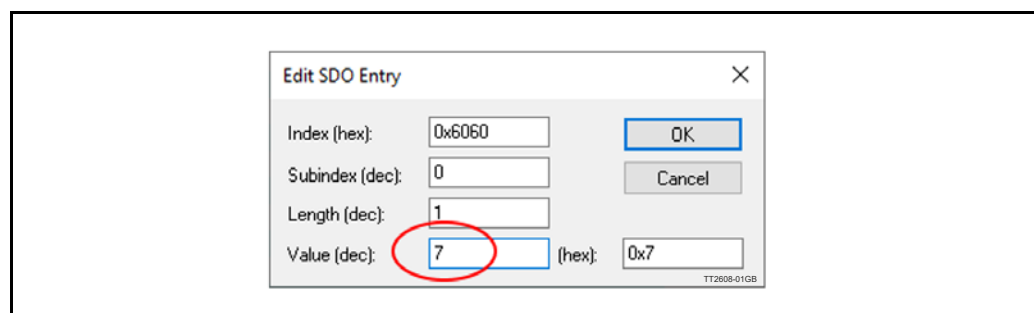 Edit SDO Entry
Index (hex): 0x6060 OK
Subindex (dec): 0 Cancel
Length (dec): 1
Value (dec): 7 (hex): 0x7
TT2608-01GB